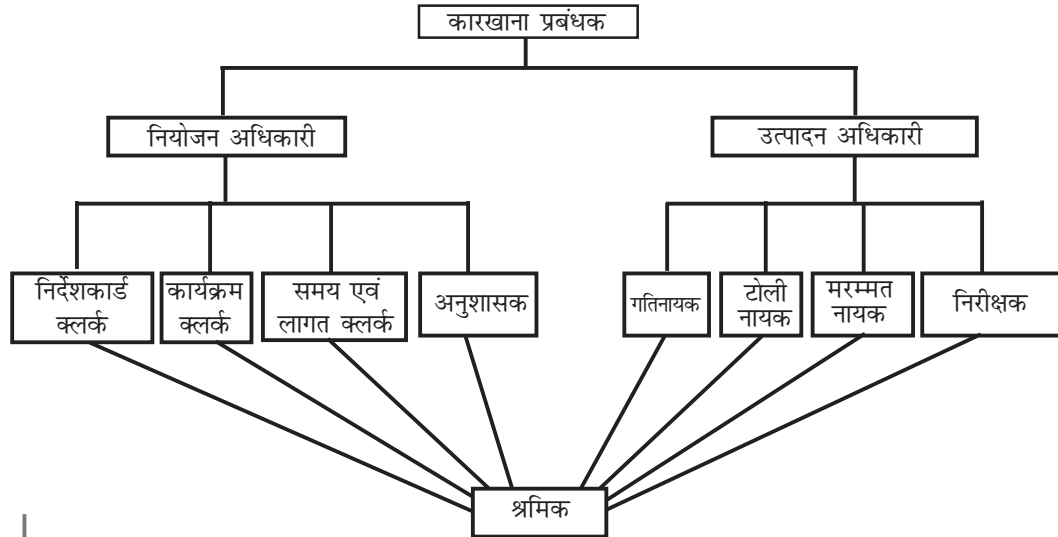 कारखाना प्रबंधक
नियोजन अधिकारी
उत्पादन अधिकारी
निर्देशकार्ड
क्लर्क
कार्यक्रम
क्लर्क
समय एवं
लागत क्लर्क
अनुशासक
गतिनायक
टोली
नायक
मरम्मत
नायक
निरीक्षक
श्रमिक